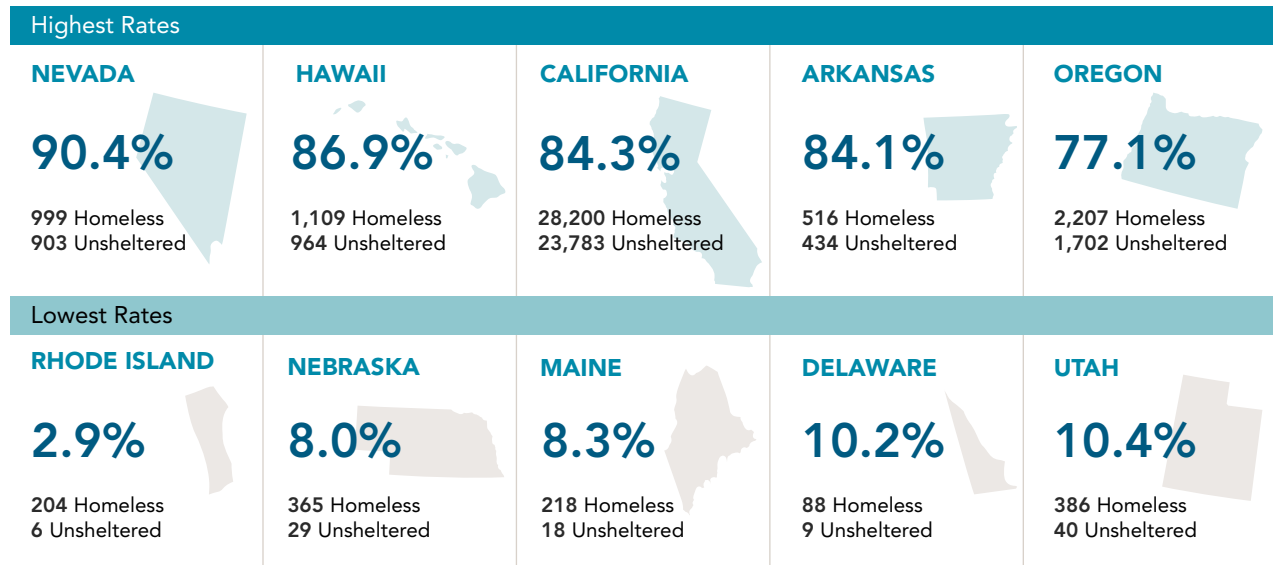 Highest Rates
NEVADA
90.4%
999 Homeless
903 Unsheltered
HAWAII
86.9%
1,109 Homeless
964 Unsheltered
CALIFORNIA
84.3%
28,200 Homeless
23,783 Unsheltered
ARKANSAS
84.1%
516 Homeless
434 Unsheltered
OREGON
77.1%
2,207 Homeless
1,702 Unsheltered
Lowest Rates
RHODE ISLAND
2.9%
204 Homeless
6 Unsheltered
NEBRASKA
8.0%
365 Homeless
29 Unsheltered
MAINE
8.3%
218 Homeless
18 Unsheltered
DELAWARE
10.2%
88 Homeless
9 Unsheltered
UTAH
10.4%
386 Homeless
40 Unsheltered